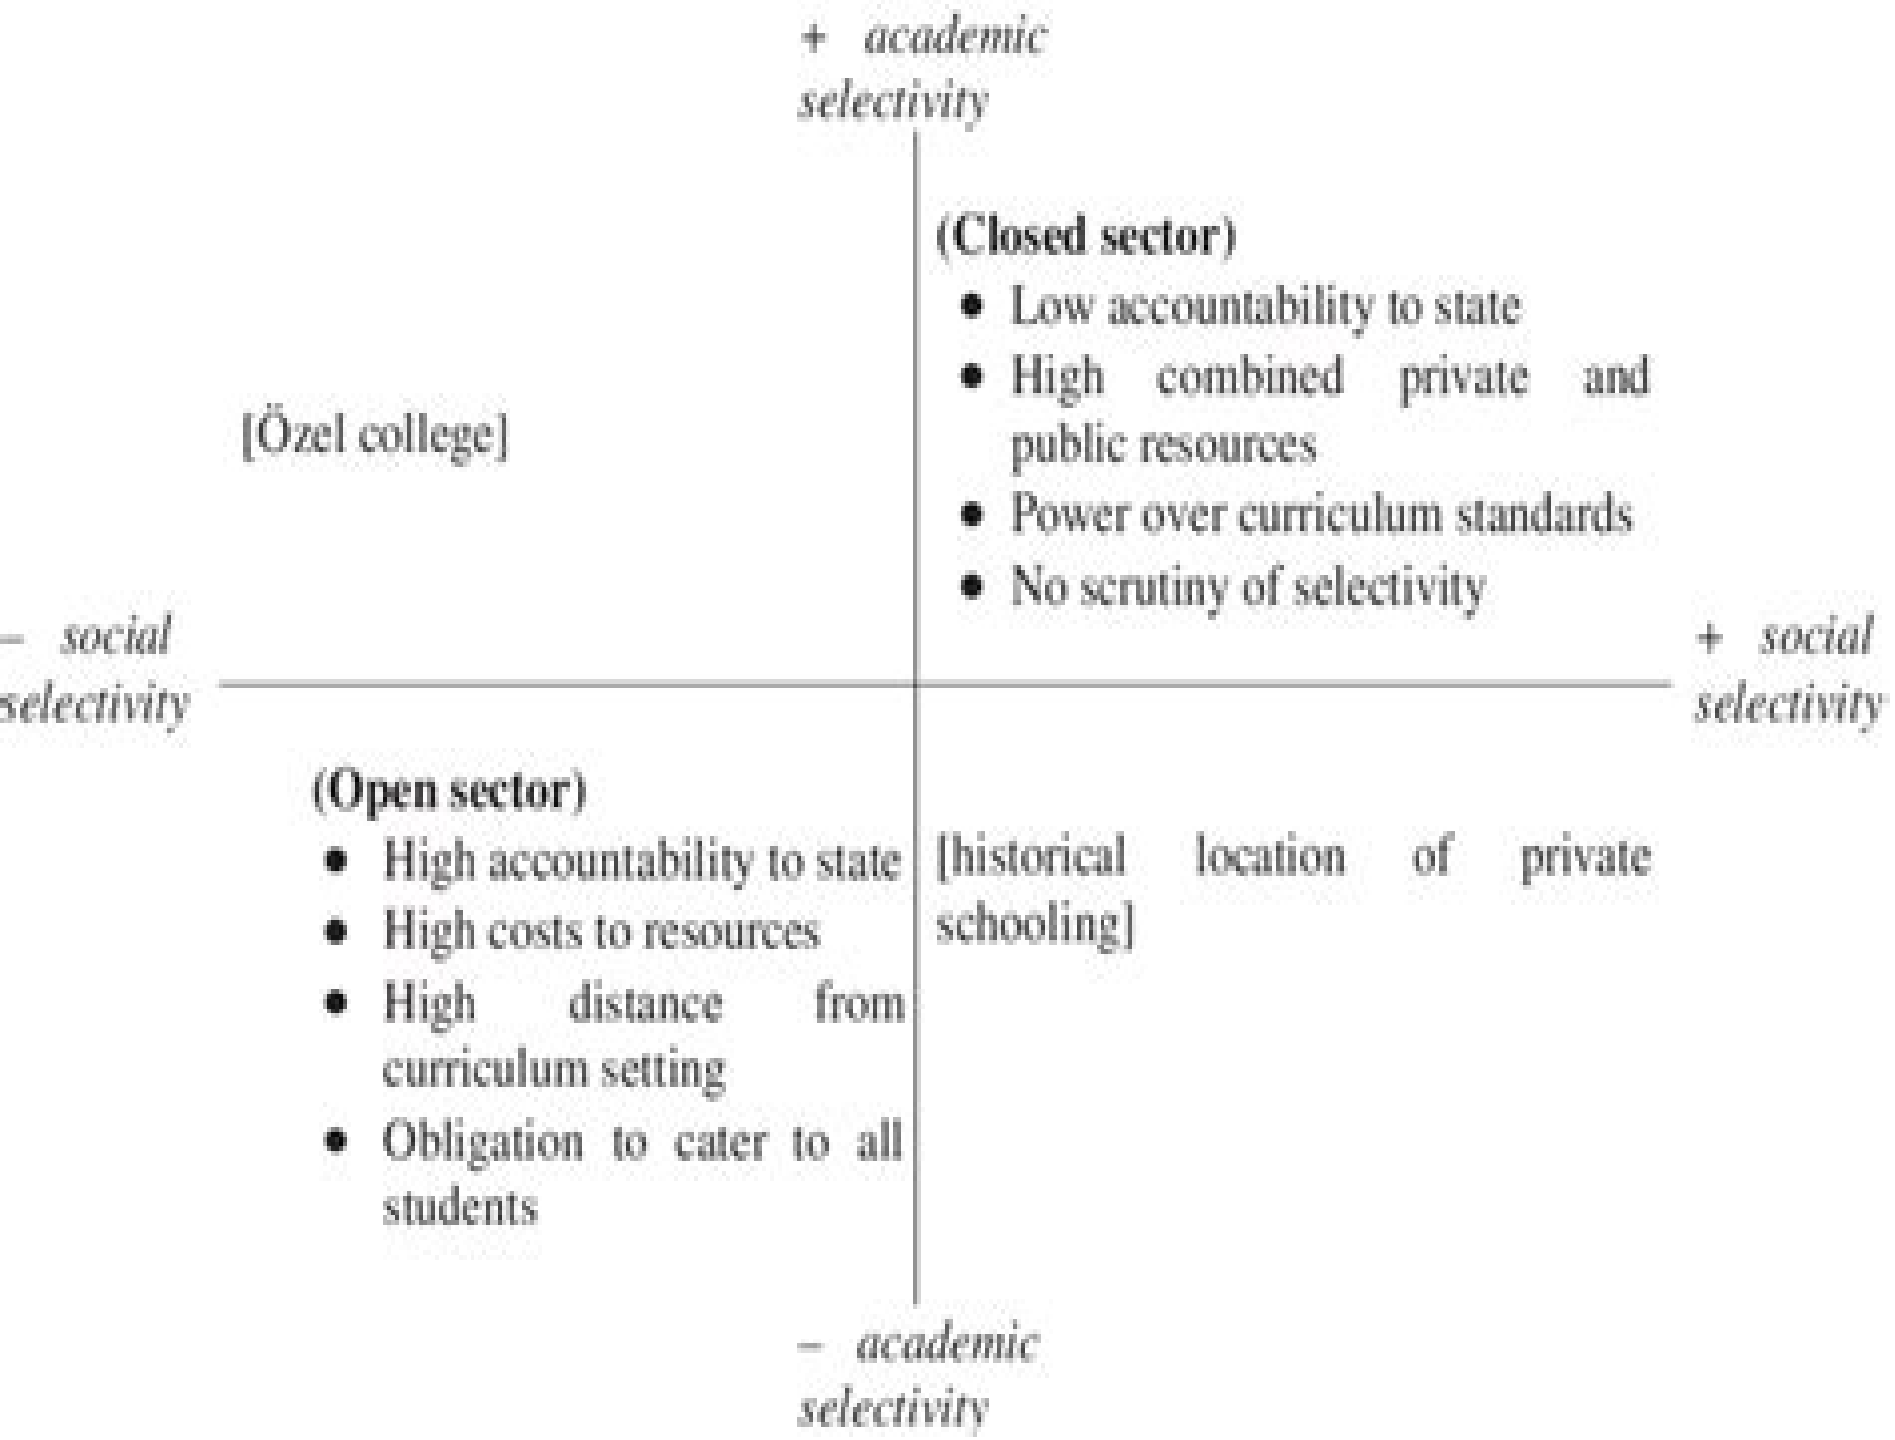 + academic
selectivity
(Closed sector)
● Low accountability to state
● High combined private and
public resources
● Power over curriculum standards
● No scrutiny of selectivity
[Özel college]
– social
selectivity
+ social
selectivity
(Open sector)
● High accountability to state
● High costs to resources
● High distance from
curriculum setting
● Obligation to cater to all
students
[historical location of private
schooling]
– academic
selectivity